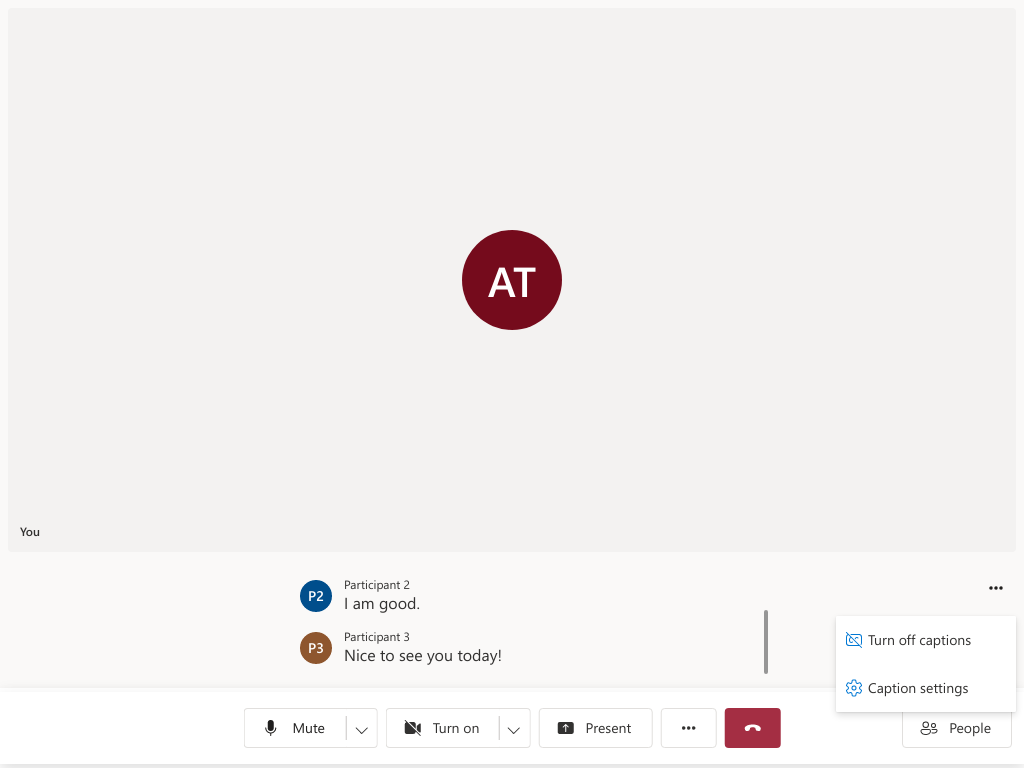 AT
You
P2
Participant 2
I am good.
P3
Participant 3
Nice to see you today!
Turn off captions
Caption settings
Mute
Turn on
Present
People